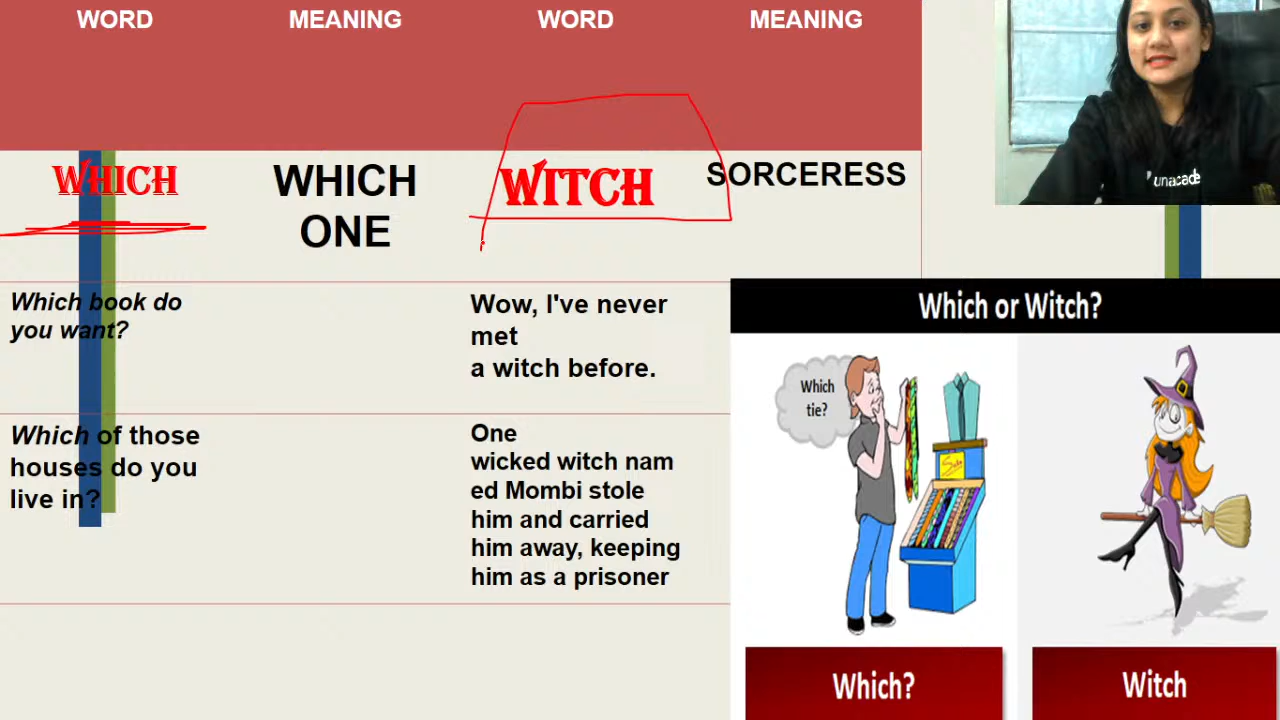 WORD MEANING WORD MEANING
WHICH
WHICH
ONE
WITCH
SORCERESS
Which book do
you want?
Wow, I've never
met
a witch before.
Which of those
houses do you
live in?
One
wicked witch nam
ed Mombi stole
him and carried
him away, keeping
him as a prisoner
Which or Witch?
Which
tie?
Sale
Which?
Witch
unacade